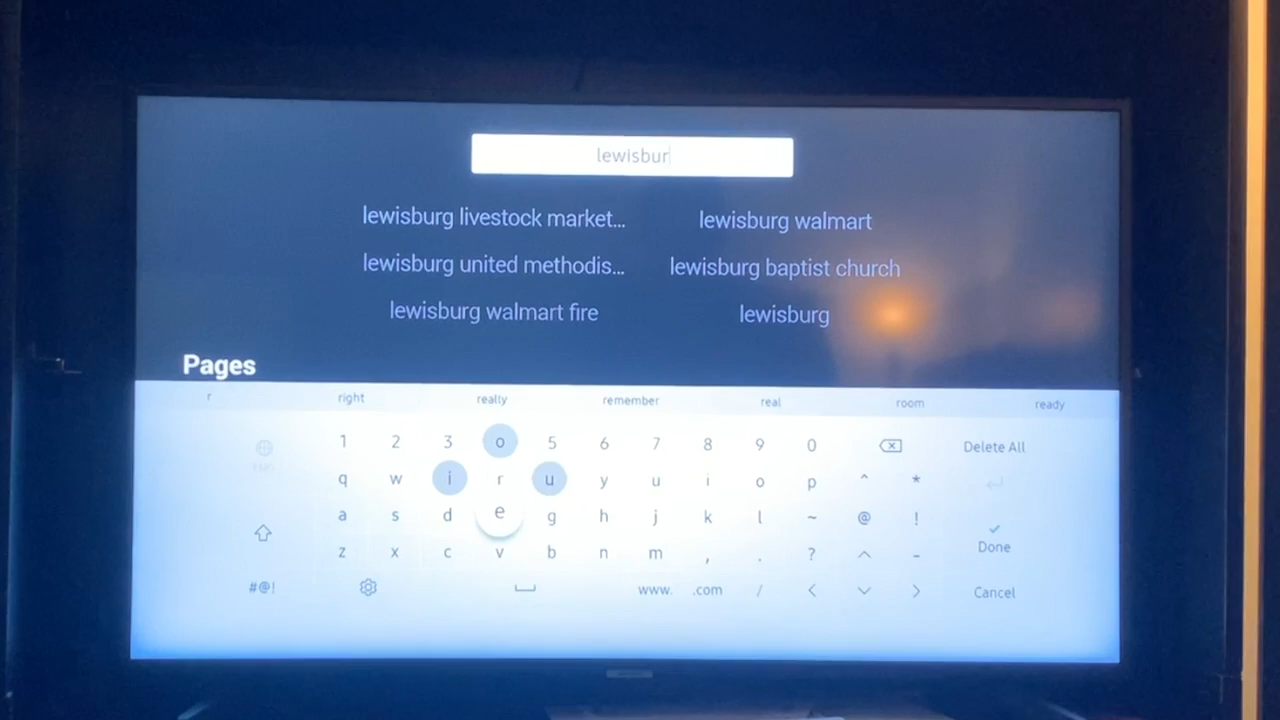 lewisbur
lewisburg livestock market... lewisburg walmart
lewisburg united methodis... lewisburg baptist church
lewisburg walmart fire lewisburg
Pages
r right really remember real room ready
1 2 3 o 5 6 7 8 9 0 Delete All
q w i r u y u i o p ^ *
a s d e g h j k l ~ @ !
z x c v b n m , . ? ^ - Done
#@! www. .com / < > Cancel